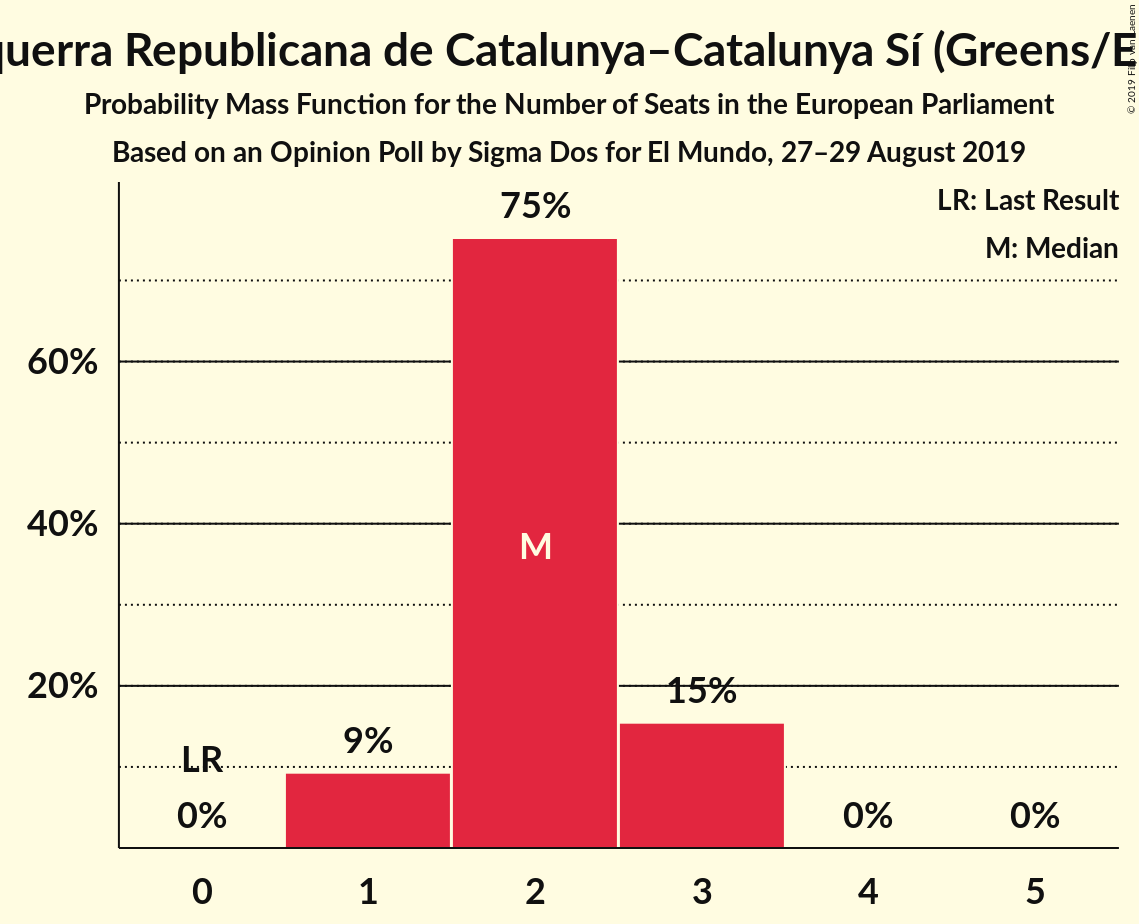 querra Republicana de Catalunya–Catalunya Sí (Greens/E
Probability Mass Function for the Number of Seats in the European Parliament
Based on an Opinion Poll by Sigma Dos for El Mundo, 27–29 August 2019
© 2019 Filip van Laenen
LR: Last Result
M: Median
75%
60%
40%
M
20%
15%
9%
LR
0%
0%
0%
0 1 2 3 4 5